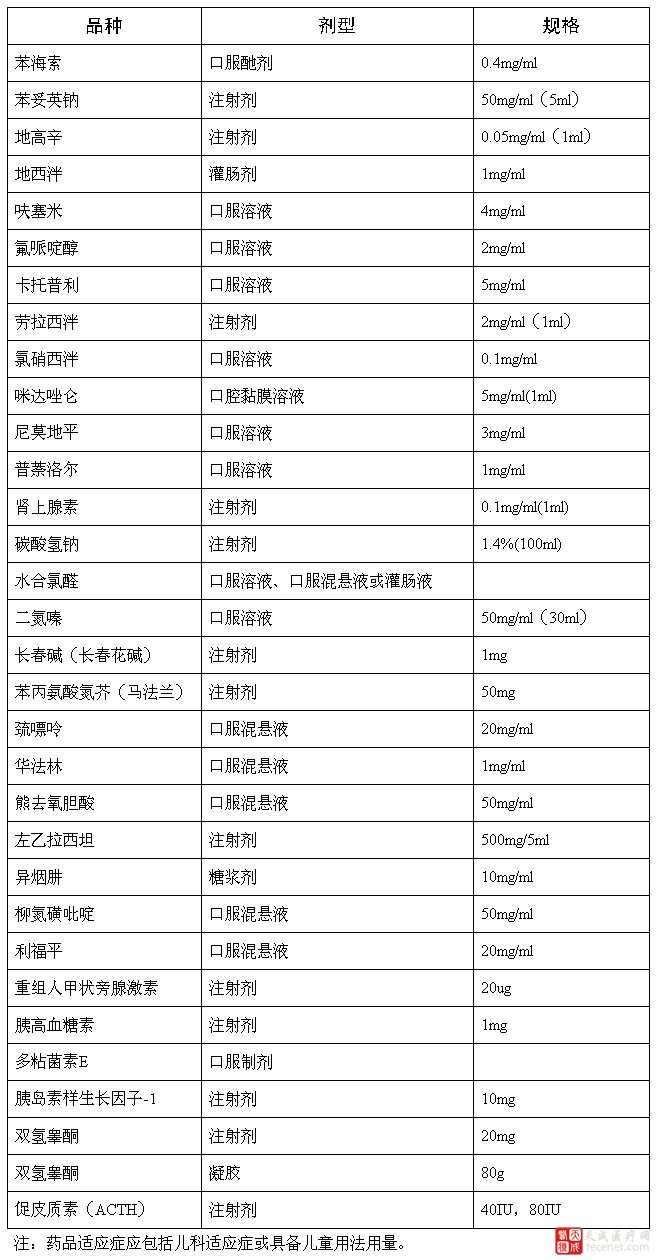 品种 剂型 规格
苯海索 口服酏剂 0.4mg/ml
苯妥英钠 注射剂 50mg/ml（5ml）
地高辛 注射剂 0.05mg/ml（1ml）
地西泮 灌肠剂 1mg/ml
呋塞米 口服溶液 4mg/ml
氟哌啶醇 口服溶液 2mg/ml
卡托普利 口服溶液 5mg/ml
劳拉西泮 注射剂 2mg/ml（1ml）
氯硝西泮 口服溶液 0.1mg/ml
咪达唑仑 口腔黏膜溶液 5mg/ml(1ml)
尼莫地平 口服溶液 3mg/ml
普萘洛尔 口服溶液 1mg/ml
肾上腺素 注射剂 0.1mg/ml(1ml)
碳酸氢钠 注射剂 1.4%(100ml)
水合氯醛 口服溶液、口服混悬液或灌肠液
二氮嗪 口服溶液 50mg/ml（30ml）
长春碱（长春花碱） 注射剂 1mg
苯丙氨酸氮芥（马法兰） 注射剂 50mg
巯嘌呤 口服混悬液 20mg/ml
华法林 口服混悬液 1mg/ml
熊去氧胆酸 口服混悬液 50mg/ml
左乙拉西坦 注射剂 500mg/5ml
异烟肼 糖浆剂 10mg/ml
柳氮磺吡啶 口服混悬液 50mg/ml
利福平 口服混悬液 20mg/ml
重组人甲状旁腺激素 注射剂 20ug
胰高血糖素 注射剂 1mg
多粘菌素E 口服制剂
胰岛素样生长因子-1 注射剂 10mg
双氢睾酮 注射剂 20mg
双氢睾酮 凝胶 80g
促皮质素（ACTH） 注射剂 40IU，80IU
注：药品适应症应包括儿科适应症或具备儿童用法用量。
天成医疗网
tecenet.com